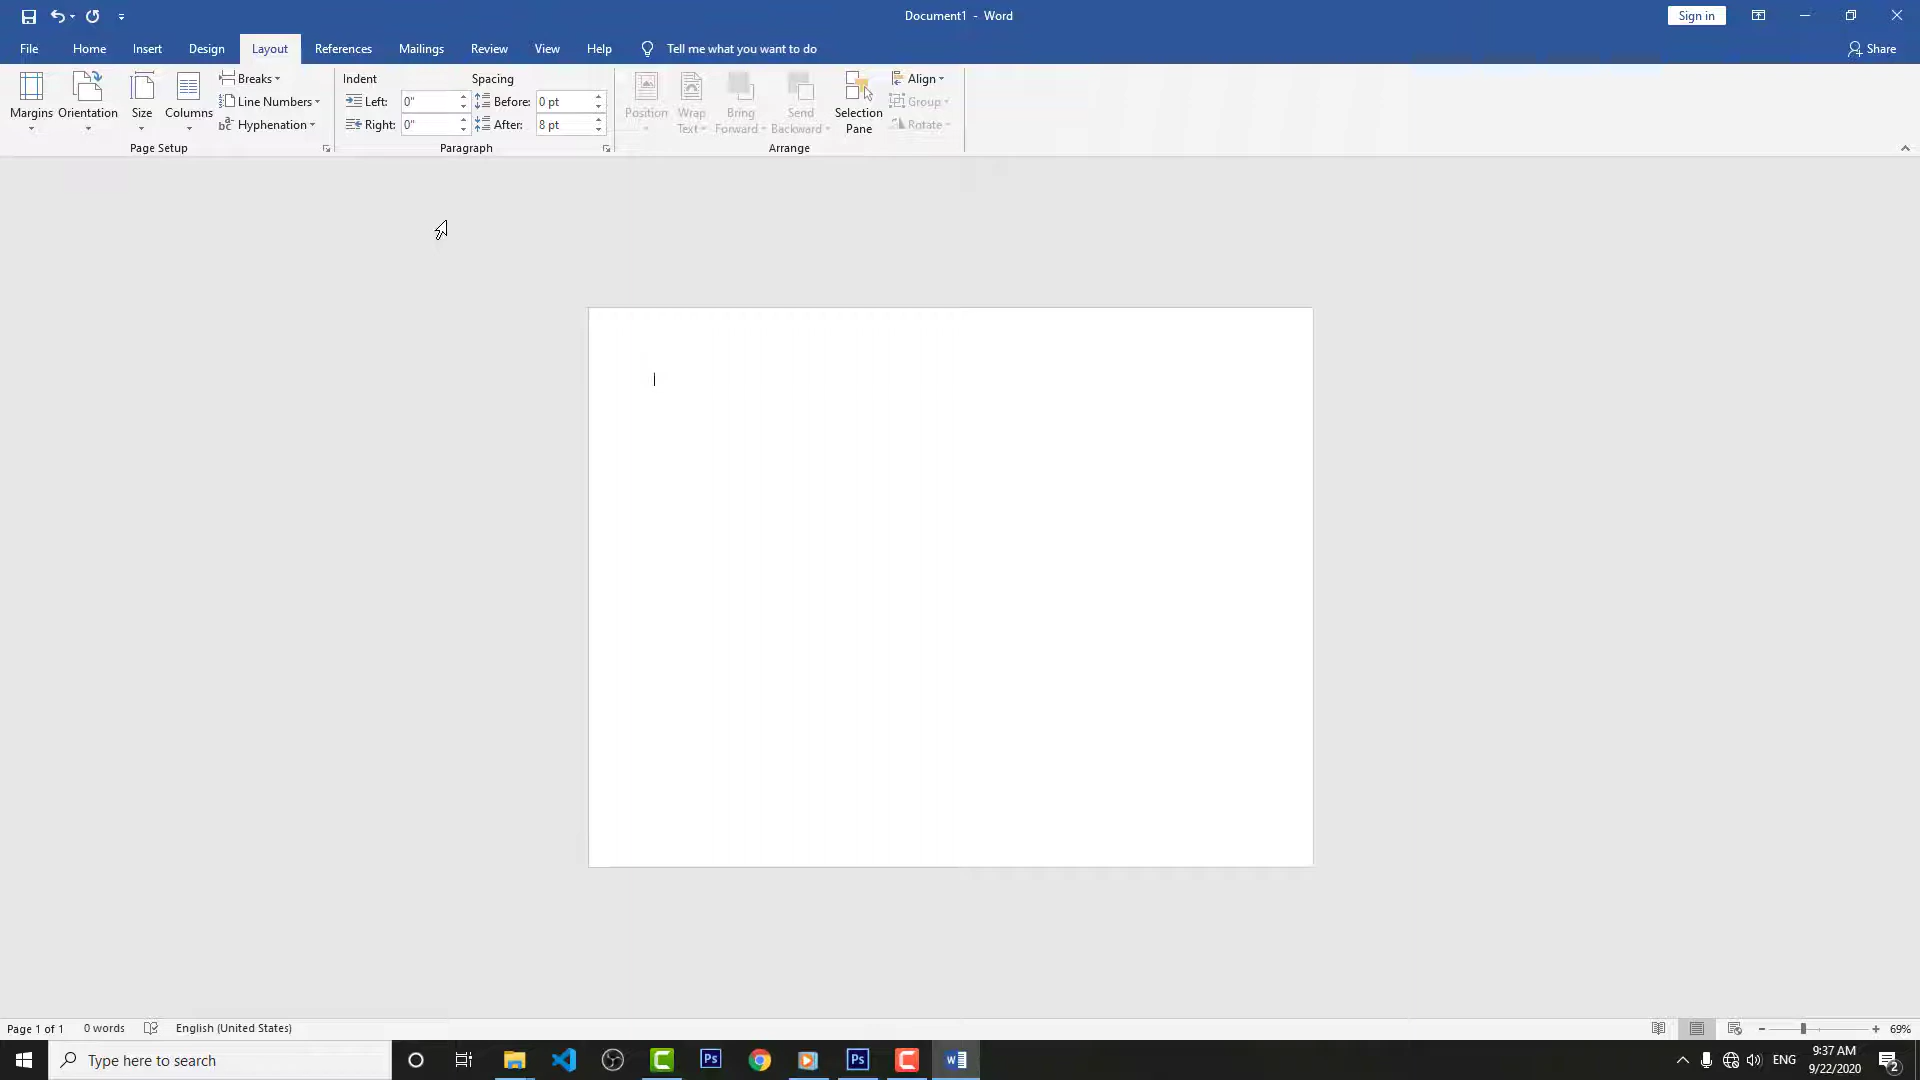 Document1 - Word
Sign in
File Home Insert Design Layout References Mailings Review View Help Tell me what you want to do Share
Margins Orientation Size Columns
Breaks
Line Numbers
Hyphenation
Page Setup
Indent Spacing
Left: 0" Before: 0 pt
Right: 0" After: 8 pt
Paragraph
Position
Wrap
Text
Bring
Forward
Send
Backward
Selection
Pane
Align
Group
Rotate
Arrange
Page 1 of 1 0 words English (United States) 69%
Type here to search
Ps
Ps
ENG
9:37 AM
9/22/2020
2